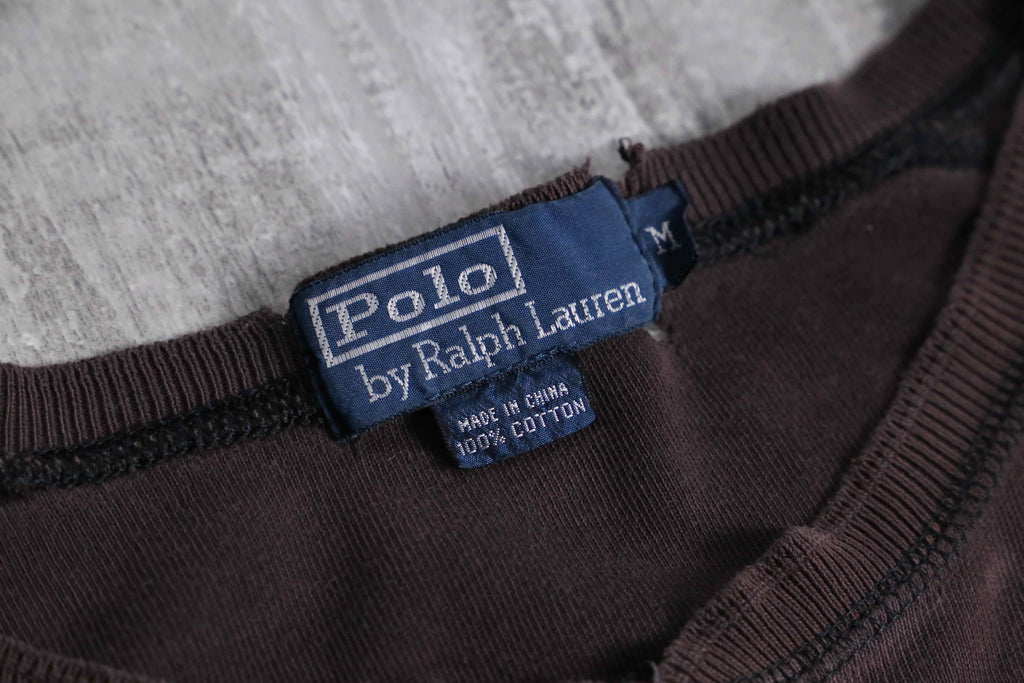 Polo
by Ralph Lauren
M
MADE IN CHINA
100% COTTON